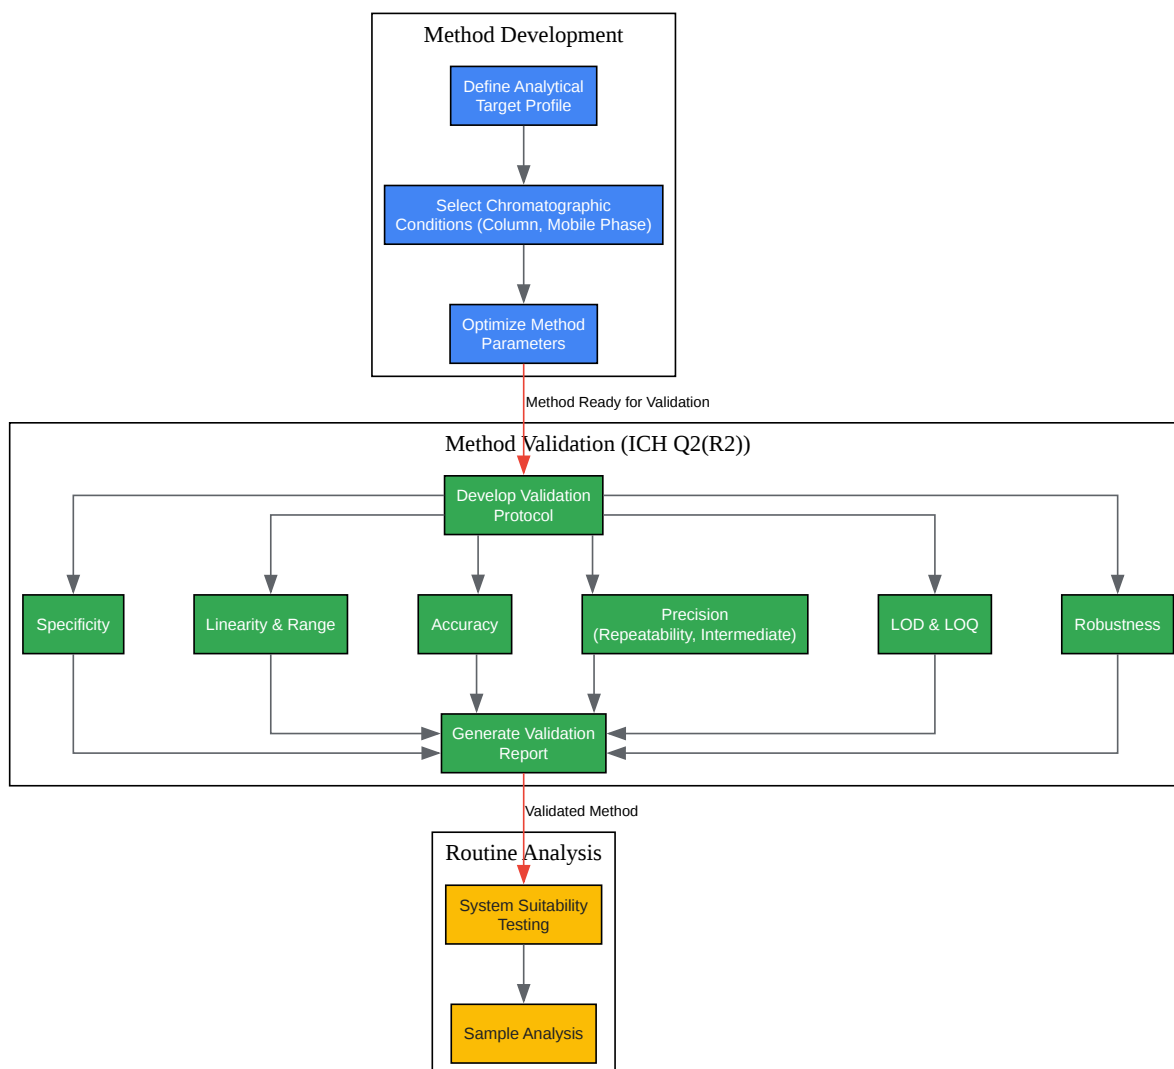 Method Development
Define Analytical
Target Profile
Select Chromatographic
Conditions (Column, Mobile Phase)
Optimize Method
Parameters
Method Ready for Validation
Method Validation (ICH Q2(R2))
Develop Validation
Protocol
Specificity
Linearity & Range
Accuracy
Precision
(Repeatability, Intermediate)
LOD & LOQ
Robustness
Generate Validation
Report
Validated Method
Routine Analysis
System Suitability
Testing
Sample Analysis